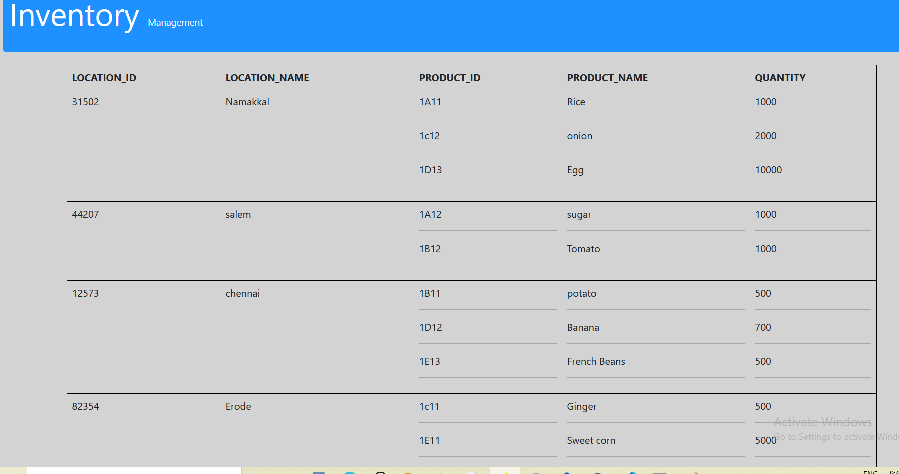 Inventory Management
LOCATION_ID LOCATION_NAME PRODUCT_ID PRODUCT_NAME QUANTITY
31502 Namakkal 1A11 Rice 1000
1c12 onion 2000
1D13 Egg 10000
44207 salem 1A12 sugar 1000
1B12 Tomato 1000
12573 chennai 1B11 potato 500
1D12 Banana 700
1E13 French Beans 500
82354 Erode 1c11 Ginger 500
Activate Windows
Go to Settings to activate Wind
1E11 Sweet corn 5000
ENG